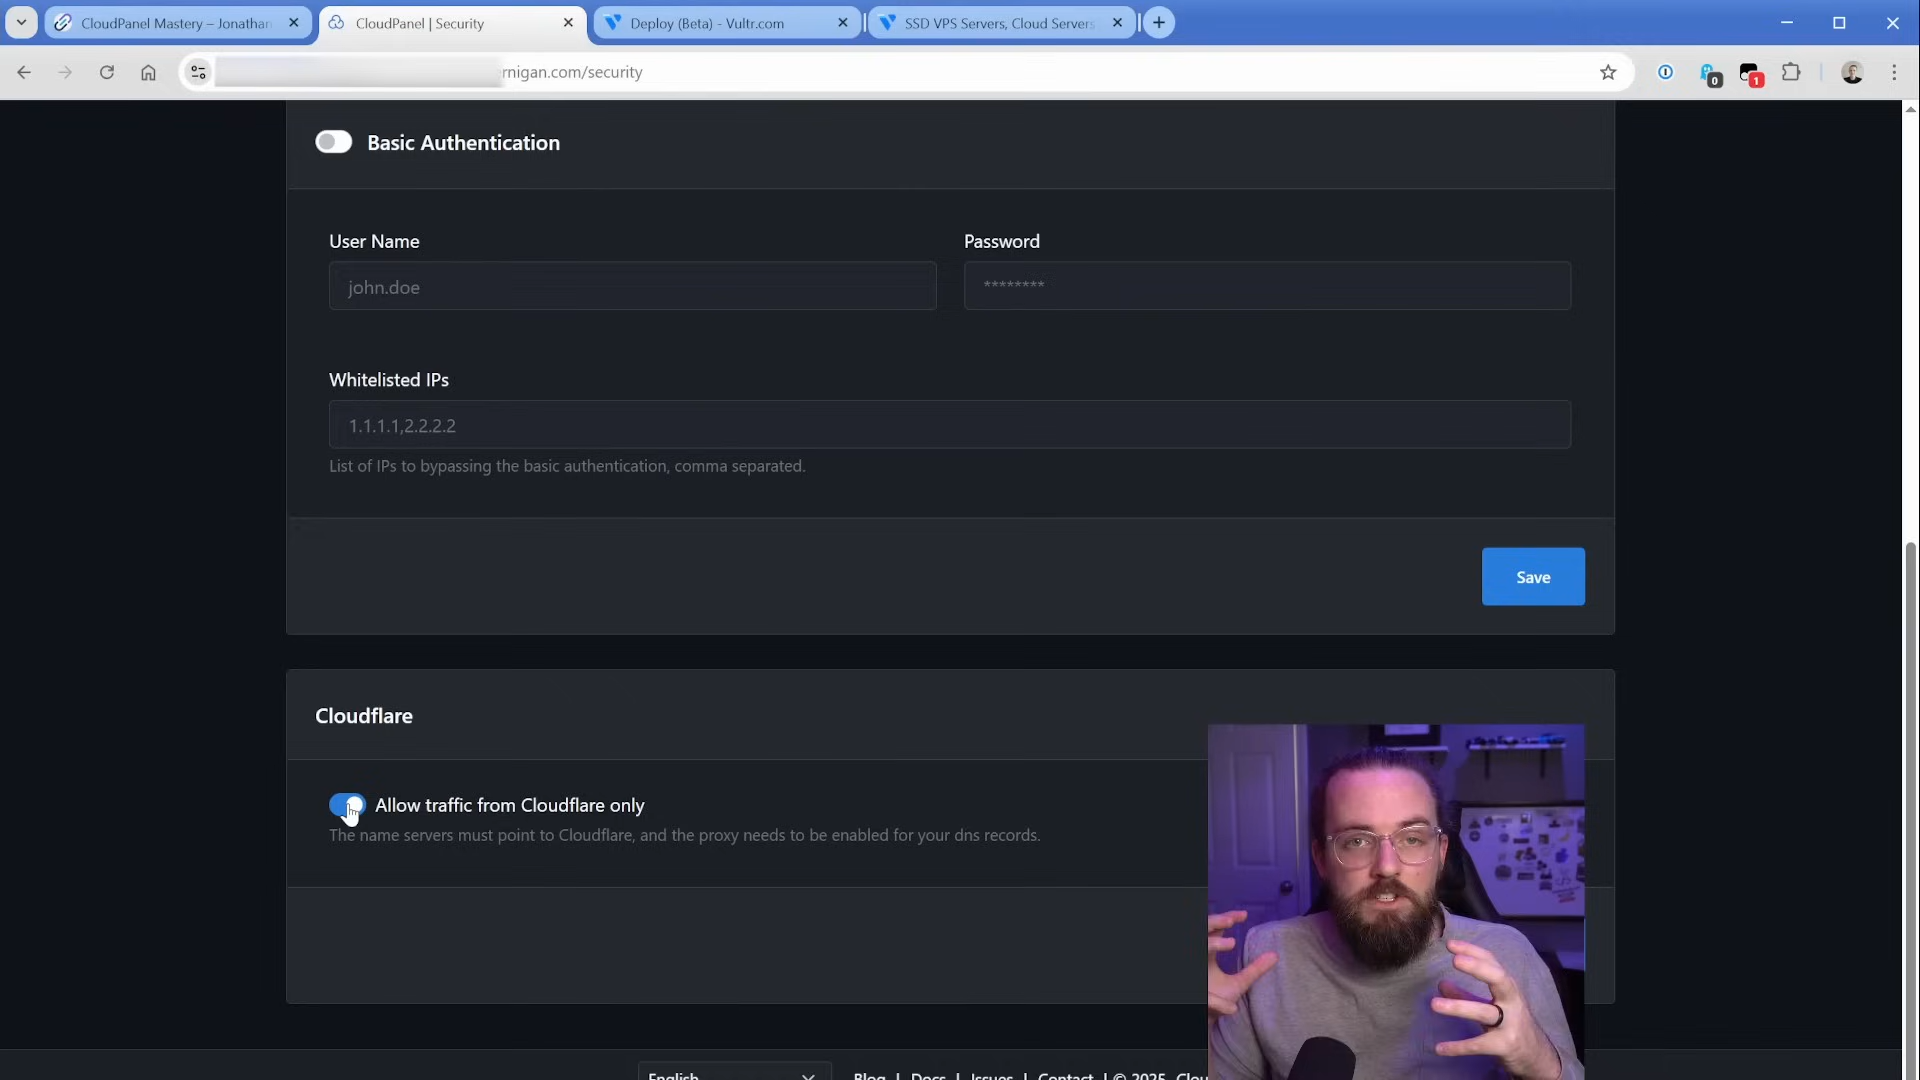 CloudPanel Mastery – Jonathan
CloudPanel | Security
Deploy (Beta) - Vultr.com
SSD VPS Servers, Cloud Servers
rnigan.com/security
0
1
Basic Authentication
User Name
Password
john.doe
********
Whitelisted IPs
1.1.1.1,2.2.2.2
List of IPs to bypassing the basic authentication, comma separated.
Save
Cloudflare
Allow traffic from Cloudflare only
The name servers must point to Cloudflare, and the proxy needs to be enabled for your dns records.
English
Blog | Docs | Issues | Contact | © 2025 Clou